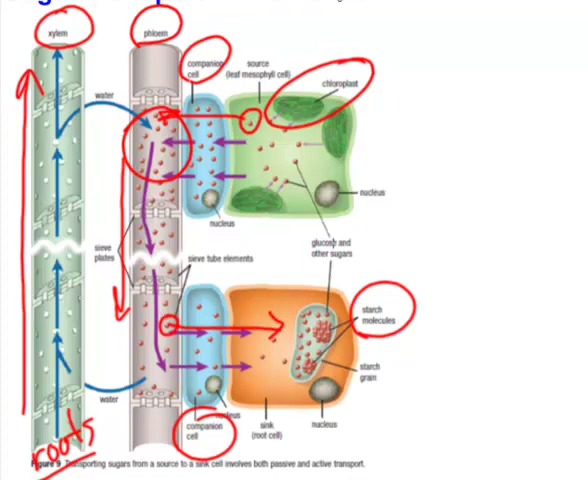 xylem
phloem
companion
cell
source
(leaf mesophyll cell)
chloroplast
water
nucleus
nucleus
sieve
plates
sieve tube elements
glucose and
other sugars
starch
molecules
starch
grain
water
nucleus
companion
cell
sink
(root cell)
nucleus
roots
Figure 9 Transporting sugars from a source to a sink cell involves both passive and active transport.